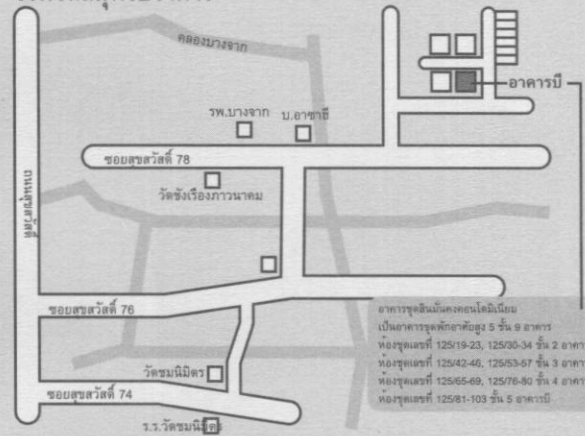 คลองบางจาก
อาคารบี
รพ.บางจาก
บ.อาซาฮี
ซอยสุขสวัสดิ์ 78
ถนนสุขสวัสดิ์
วัดชังเรืองภาวนาคม
ซอยสุขสวัสดิ์ 76
อาคารชุดสินมั่นคงคอนโดมิเนียม
เป็นอาคารชุดพักอาศัยสูง 5 ชั้น 9 อาคาร
ห้องชุดเลขที่ 125/19-23, 125/30-34 ชั้น 2 อาคารบี
ห้องชุดเลขที่ 125/42-46, 125/53-57 ชั้น 3 อาคารบี
ห้องชุดเลขที่ 125/65-69, 125/76-80 ชั้น 4 อาคารบี
ห้องชุดเลขที่ 125/81-103 ชั้น 5 อาคารบี
วัดชมนิมิตร
ซอยสุขสวัสดิ์ 74
ร.ร.วัดชมนิมิตร